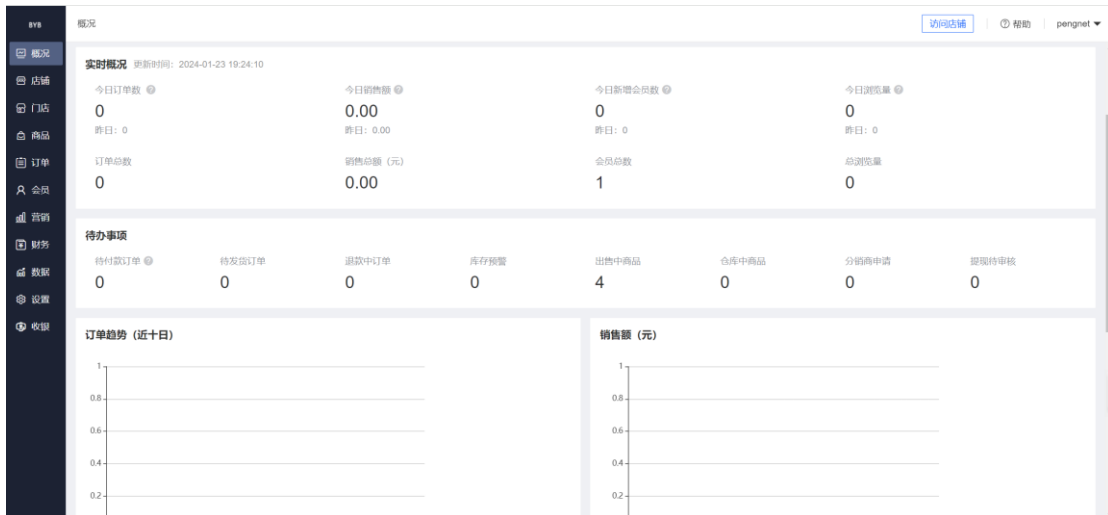 BYB
概况
访问店铺
帮助
pengnet
概况
店铺
门店
商品
订单
会员
营销
财务
数据
设置
收银
实时概况 更新时间：2024-01-23 19:24:10
今日订单数 今日销售额 今日新增会员数 今日浏览量
0 0.00 0 0
昨日：0 昨日：0.00 昨日：0 昨日：0
订单总数 销售总额（元） 会员总数 总浏览量
0 0.00 1 0
待办事项
待付款订单 待发货订单 退款中订单 库存预警 出售中商品 仓库中商品 分销商申请 提现待审核
0 0 0 0 4 0 0 0
订单趋势（近十日） 销售额（元）
1 1
0.8 0.8
0.6 0.6
0.4 0.4
0.2 0.2